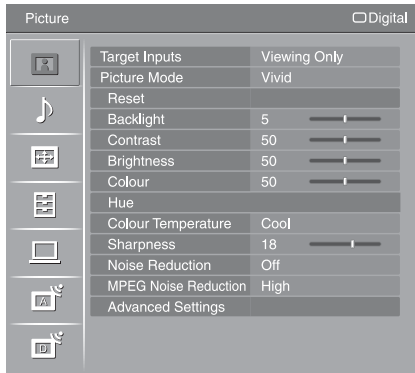 Picture Digital
Target Inputs Viewing Only
Picture Mode Vivid
Reset
Backlight 5
Contrast 50
Brightness 50
Colour 50
Hue
Colour Temperature Cool
Sharpness 18
Noise Reduction Off
MPEG Noise Reduction High
Advanced Settings
A
D